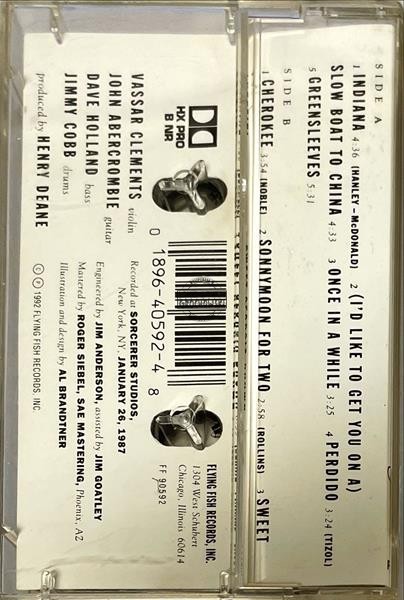 SIDE A
1 INDIANA 4:36 (HANLEY–McDONALD) 2 (I'D LIKE TO GET YOU ON A)
SLOW BOAT TO CHINA 4:33 3 ONCE IN A WHILE 3:25 4 PERDIDO 3:24 (TIZOL)
5 GREENSLEEVES 5:31
SIDE B
1 CHEROKEE 3:54 (NOBLE) 2 SONNYMOON FOR TWO 2:58 (ROLLINS) 3 SWEET
HX PRO
B NR
0 1896-40592-4 8
FLYING FISH RECORDS, INC.
1304 West Schubert
Chicago, Illinois 60614
FF 90592
VASSAR CLEMENTS violin
JOHN ABERCROMBIE guitar
DAVE HOLLAND bass
JIMMY COBB drums
produced by HENRY DEANE
Recorded at SORCERER STUDIOS,
New York, NY. JANUARY 26, 1987
Engineered by JIM ANDERSON, assisted by TIM GOATLEY
Mastered by ROGER SIEBEL, SAE MASTERING, Phoenix, AZ
Illustration and design by AL BRANDTNER
© ℗ 1992 FLYING FISH RECORDS, INC.